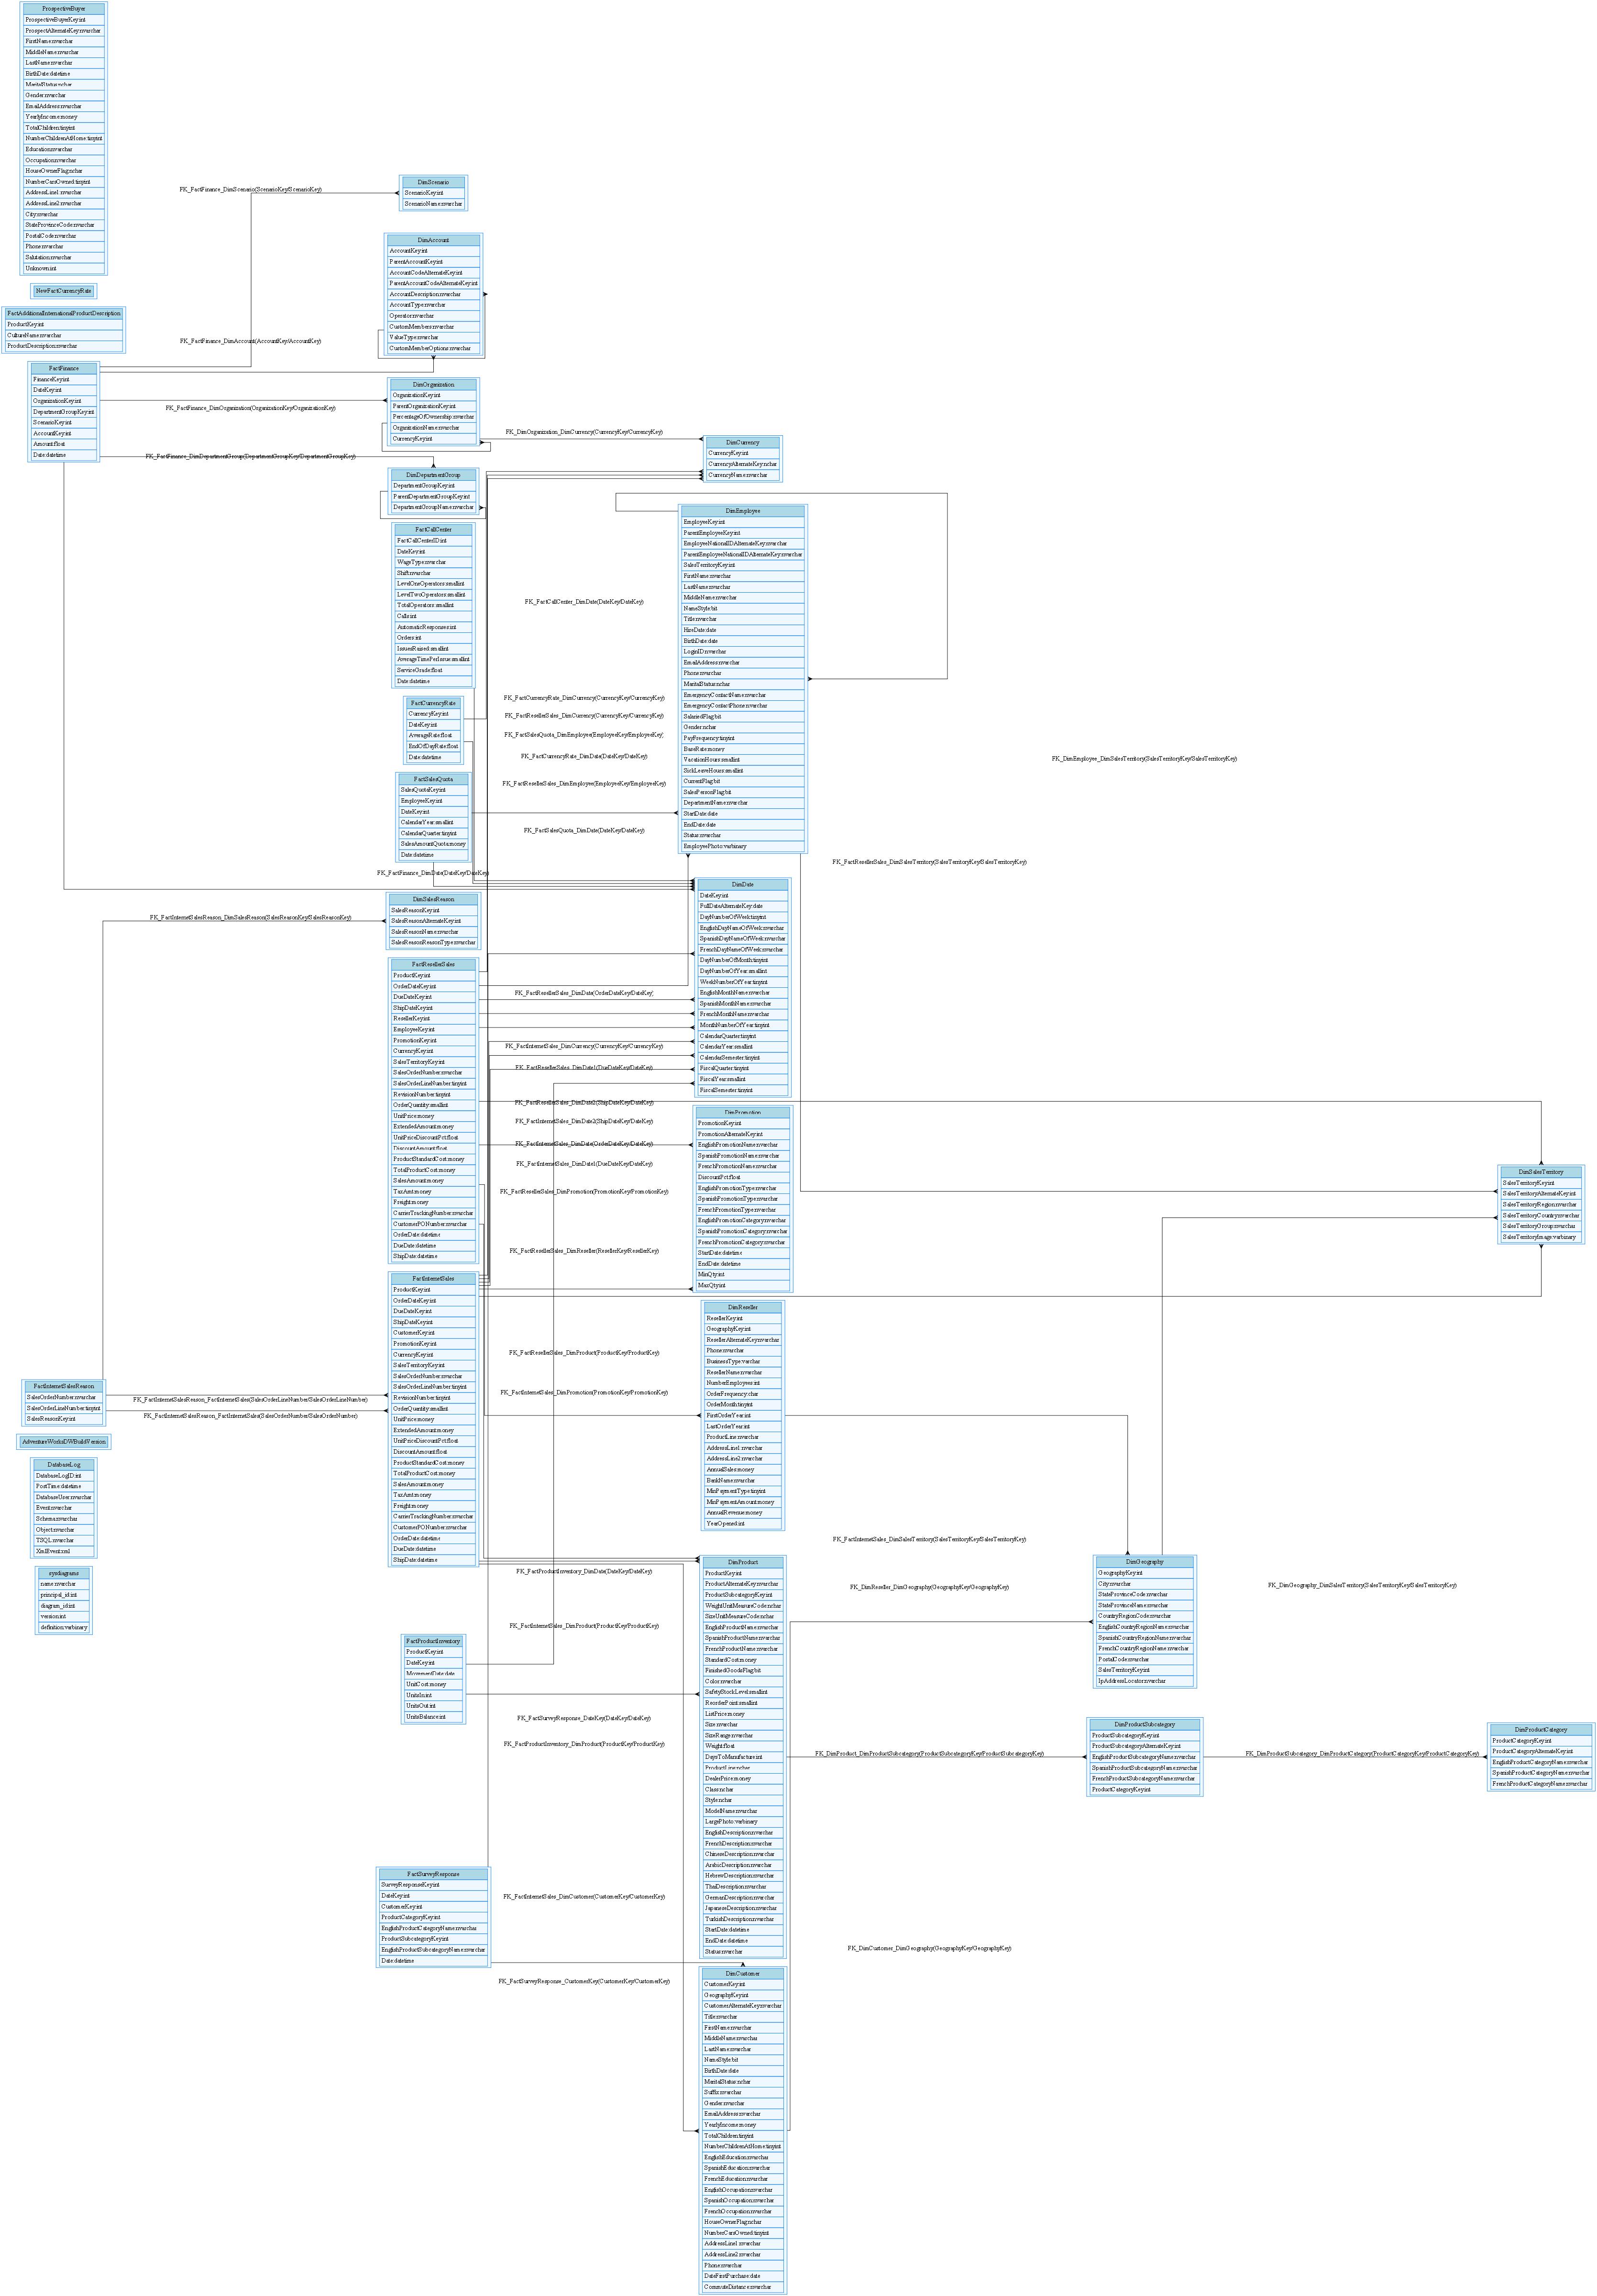 ProspectiveBuyer
ProspectiveBuyerKey:int
ProspectAlternateKey:nvarchar
FirstName:nvarchar
MiddleName:nvarchar
LastName:nvarchar
BirthDate:datetime
MaritalStatus:nchar
Gender:nvarchar
EmailAddress:nvarchar
YearlyIncome:money
TotalChildren:tinyint
NumberChildrenAtHome:tinyint
Education:nvarchar
Occupation:nvarchar
HouseOwnerFlag:nchar
NumberCarsOwned:tinyint
AddressLine1:nvarchar
AddressLine2:nvarchar
City:nvarchar
StateProvinceCode:nvarchar
PostalCode:nvarchar
Phone:nvarchar
Salutation:nvarchar
Unknown:int
NewFactCurrencyRate
FactAdditionalInternationalProductDescription
ProductKey:int
CultureName:nvarchar
ProductDescription:nvarchar
FactFinance
FinanceKey:int
DateKey:int
OrganizationKey:int
DepartmentGroupKey:int
ScenarioKey:int
AccountKey:int
Amount:float
Date:datetime
FactInternetSalesReason
SalesOrderNumber:nvarchar
SalesOrderLineNumber:tinyint
SalesReasonKey:int
AdventureWorksDWBuildVersion
DatabaseLog
DatabaseLogID:int
PostTime:datetime
DatabaseUser:nvarchar
Event:nvarchar
Schema:nvarchar
Object:nvarchar
TSQL:nvarchar
XmlEvent:xml
sysdiagrams
name:nvarchar
principal_id:int
diagram_id:int
version:int
definition:varbinary
FK_FactFinance_DimScenario(ScenarioKey/ScenarioKey)
FK_FactFinance_DimAccount(AccountKey/AccountKey)
FK_FactFinance_DimOrganization(OrganizationKey/OrganizationKey)
FK_FactFinance_DimDepartmentGroup(DepartmentGroupKey/DepartmentGroupKey)
FK_FactFinance_DimDate(DateKey/DateKey)
FK_FactInternetSalesReason_DimSalesReason(SalesReasonKey/SalesReasonKey)
FK_FactInternetSalesReason_FactInternetSales(SalesOrderLineNumber/SalesOrderLineNumber)
FK_FactInternetSalesReason_FactInternetSales(SalesOrderNumber/SalesOrderNumber)
DimScenario
ScenarioKey:int
ScenarioName:nvarchar
DimAccount
AccountKey:int
ParentAccountKey:int
AccountCodeAlternateKey:int
ParentAccountCodeAlternateKey:int
AccountDescription:nvarchar
AccountType:nvarchar
Operator:nvarchar
CustomMembers:nvarchar
ValueType:nvarchar
CustomMemberOptions:nvarchar
DimOrganization
OrganizationKey:int
ParentOrganizationKey:int
PercentageOfOwnership:nvarchar
OrganizationName:nvarchar
CurrencyKey:int
DimDepartmentGroup
DepartmentGroupKey:int
ParentDepartmentGroupKey:int
DepartmentGroupName:nvarchar
FactCallCenter
FactCallCenterID:int
DateKey:int
WageType:nvarchar
Shift:nvarchar
LevelOneOperators:smallint
LevelTwoOperators:smallint
TotalOperators:smallint
Calls:int
AutomaticResponses:int
Orders:int
IssuesRaised:smallint
AverageTimePerIssue:smallint
ServiceGrade:float
Date:datetime
FactCurrencyRate
CurrencyKey:int
DateKey:int
AverageRate:float
EndOfDayRate:float
Date:datetime
FactSalesQuota
SalesQuotaKey:int
EmployeeKey:int
DateKey:int
CalendarYear:smallint
CalendarQuarter:tinyint
SalesAmountQuota:money
Date:datetime
DimSalesReason
SalesReasonKey:int
SalesReasonAlternateKey:int
SalesReasonName:nvarchar
SalesReasonReasonType:nvarchar
FactResellerSales
ProductKey:int
OrderDateKey:int
DueDateKey:int
ShipDateKey:int
ResellerKey:int
EmployeeKey:int
PromotionKey:int
CurrencyKey:int
SalesTerritoryKey:int
SalesOrderNumber:nvarchar
SalesOrderLineNumber:tinyint
RevisionNumber:tinyint
OrderQuantity:smallint
UnitPrice:money
ExtendedAmount:money
UnitPriceDiscountPct:float
DiscountAmount:float
ProductStandardCost:money
TotalProductCost:money
SalesAmount:money
TaxAmt:money
Freight:money
CarrierTrackingNumber:nvarchar
CustomerPONumber:nvarchar
OrderDate:datetime
DueDate:datetime
ShipDate:datetime
FactInternetSales
ProductKey:int
OrderDateKey:int
DueDateKey:int
ShipDateKey:int
CustomerKey:int
PromotionKey:int
CurrencyKey:int
SalesTerritoryKey:int
SalesOrderNumber:nvarchar
SalesOrderLineNumber:tinyint
RevisionNumber:tinyint
OrderQuantity:smallint
UnitPrice:money
ExtendedAmount:money
UnitPriceDiscountPct:float
DiscountAmount:float
ProductStandardCost:money
TotalProductCost:money
SalesAmount:money
TaxAmt:money
Freight:money
CarrierTrackingNumber:nvarchar
CustomerPONumber:nvarchar
OrderDate:datetime
DueDate:datetime
ShipDate:datetime
FactProductInventory
ProductKey:int
DateKey:int
MovementDate:date
UnitCost:money
UnitsIn:int
UnitsOut:int
UnitsBalance:int
FactSurveyResponse
SurveyResponseKey:int
DateKey:int
CustomerKey:int
ProductCategoryKey:int
EnglishProductCategoryName:nvarchar
ProductSubcategoryKey:int
EnglishProductSubcategoryName:nvarchar
Date:datetime
FK_DimOrganization_DimCurrency(CurrencyKey/CurrencyKey)
FK_FactCallCenter_DimDate(DateKey/DateKey)
FK_FactCurrencyRate_DimCurrency(CurrencyKey/CurrencyKey)
FK_FactResellerSales_DimCurrency(CurrencyKey/CurrencyKey)
FK_FactSalesQuota_DimEmployee(EmployeeKey/EmployeeKey)
FK_FactCurrencyRate_DimDate(DateKey/DateKey)
FK_FactResellerSales_DimEmployee(EmployeeKey/EmployeeKey)
FK_FactSalesQuota_DimDate(DateKey/DateKey)
FK_FactResellerSales_DimDate(OrderDateKey/DateKey)
FK_FactInternetSales_DimCurrency(CurrencyKey/CurrencyKey)
FK_FactResellerSales_DimDate1(DueDateKey/DateKey)
FK_FactResellerSales_DimDate2(ShipDateKey/DateKey)
FK_FactInternetSales_DimDate2(ShipDateKey/DateKey)
FK_FactInternetSales_DimDate(OrderDateKey/DateKey)
FK_FactInternetSales_DimDate1(DueDateKey/DateKey)
FK_FactResellerSales_DimPromotion(PromotionKey/PromotionKey)
FK_FactResellerSales_DimReseller(ResellerKey/ResellerKey)
FK_FactResellerSales_DimProduct(ProductKey/ProductKey)
FK_FactInternetSales_DimPromotion(PromotionKey/PromotionKey)
FK_FactProductInventory_DimDate(DateKey/DateKey)
FK_FactInternetSales_DimProduct(ProductKey/ProductKey)
FK_FactSurveyResponse_DateKey(DateKey/DateKey)
FK_FactProductInventory_DimProduct(ProductKey/ProductKey)
FK_FactInternetSales_DimCustomer(CustomerKey/CustomerKey)
FK_FactSurveyResponse_CustomerKey(CustomerKey/CustomerKey)
DimCurrency
CurrencyKey:int
CurrencyAlternateKey:nchar
CurrencyName:nvarchar
DimEmployee
EmployeeKey:int
ParentEmployeeKey:int
EmployeeNationalIDAlternateKey:nvarchar
ParentEmployeeNationalIDAlternateKey:nvarchar
SalesTerritoryKey:int
FirstName:nvarchar
LastName:nvarchar
MiddleName:nvarchar
NameStyle:bit
Title:nvarchar
HireDate:date
BirthDate:date
LoginID:nvarchar
EmailAddress:nvarchar
Phone:nvarchar
MaritalStatus:nchar
EmergencyContactName:nvarchar
EmergencyContactPhone:nvarchar
SalariedFlag:bit
Gender:nchar
PayFrequency:tinyint
BaseRate:money
VacationHours:smallint
SickLeaveHours:smallint
CurrentFlag:bit
SalesPersonFlag:bit
DepartmentName:nvarchar
StartDate:date
EndDate:date
Status:nvarchar
EmployeePhoto:varbinary
DimDate
DateKey:int
FullDateAlternateKey:date
DayNumberOfWeek:tinyint
EnglishDayNameOfWeek:nvarchar
SpanishDayNameOfWeek:nvarchar
FrenchDayNameOfWeek:nvarchar
DayNumberOfMonth:tinyint
DayNumberOfYear:smallint
WeekNumberOfYear:tinyint
EnglishMonthName:nvarchar
SpanishMonthName:nvarchar
FrenchMonthName:nvarchar
MonthNumberOfYear:tinyint
CalendarQuarter:tinyint
CalendarYear:smallint
CalendarSemester:tinyint
FiscalQuarter:tinyint
FiscalYear:smallint
FiscalSemester:tinyint
DimPromotion
PromotionKey:int
PromotionAlternateKey:int
EnglishPromotionName:nvarchar
SpanishPromotionName:nvarchar
FrenchPromotionName:nvarchar
DiscountPct:float
EnglishPromotionType:nvarchar
SpanishPromotionType:nvarchar
FrenchPromotionType:nvarchar
EnglishPromotionCategory:nvarchar
SpanishPromotionCategory:nvarchar
FrenchPromotionCategory:nvarchar
StartDate:datetime
EndDate:datetime
MinQty:int
MaxQty:int
DimReseller
ResellerKey:int
GeographyKey:int
ResellerAlternateKey:nvarchar
Phone:nvarchar
BusinessType:varchar
ResellerName:nvarchar
NumberEmployees:int
OrderFrequency:char
OrderMonth:tinyint
FirstOrderYear:int
LastOrderYear:int
ProductLine:nvarchar
AddressLine1:nvarchar
AddressLine2:nvarchar
AnnualSales:money
BankName:nvarchar
MinPaymentType:tinyint
MinPaymentAmount:money
AnnualRevenue:money
YearOpened:int
DimProduct
ProductKey:int
ProductAlternateKey:nvarchar
ProductSubcategoryKey:int
WeightUnitMeasureCode:nchar
SizeUnitMeasureCode:nchar
EnglishProductName:nvarchar
SpanishProductName:nvarchar
FrenchProductName:nvarchar
StandardCost:money
FinishedGoodsFlag:bit
Color:nvarchar
SafetyStockLevel:smallint
ReorderPoint:smallint
ListPrice:money
Size:nvarchar
SizeRange:nvarchar
Weight:float
DaysToManufacture:int
ProductLine:nchar
DealerPrice:money
Class:nchar
Style:nchar
ModelName:nvarchar
LargePhoto:varbinary
EnglishDescription:nvarchar
FrenchDescription:nvarchar
ChineseDescription:nvarchar
ArabicDescription:nvarchar
HebrewDescription:nvarchar
ThaiDescription:nvarchar
GermanDescription:nvarchar
JapaneseDescription:nvarchar
TurkishDescription:nvarchar
StartDate:datetime
EndDate:datetime
Status:nvarchar
DimCustomer
CustomerKey:int
GeographyKey:int
CustomerAlternateKey:nvarchar
Title:nvarchar
FirstName:nvarchar
MiddleName:nvarchar
LastName:nvarchar
NameStyle:bit
BirthDate:date
MaritalStatus:nchar
Suffix:nvarchar
Gender:nvarchar
EmailAddress:nvarchar
YearlyIncome:money
TotalChildren:tinyint
NumberChildrenAtHome:tinyint
EnglishEducation:nvarchar
SpanishEducation:nvarchar
FrenchEducation:nvarchar
EnglishOccupation:nvarchar
SpanishOccupation:nvarchar
FrenchOccupation:nvarchar
HouseOwnerFlag:nchar
NumberCarsOwned:tinyint
AddressLine1:nvarchar
AddressLine2:nvarchar
Phone:nvarchar
DateFirstPurchase:date
CommuteDistance:nvarchar
FK_DimEmployee_DimSalesTerritory(SalesTerritoryKey/SalesTerritoryKey)
FK_FactResellerSales_DimSalesTerritory(SalesTerritoryKey/SalesTerritoryKey)
FK_FactInternetSales_DimSalesTerritory(SalesTerritoryKey/SalesTerritoryKey)
FK_DimReseller_DimGeography(GeographyKey/GeographyKey)
FK_DimProduct_DimProductSubcategory(ProductSubcategoryKey/ProductSubcategoryKey)
FK_DimCustomer_DimGeography(GeographyKey/GeographyKey)
DimGeography
GeographyKey:int
City:nvarchar
StateProvinceCode:nvarchar
StateProvinceName:nvarchar
CountryRegionCode:nvarchar
EnglishCountryRegionName:nvarchar
SpanishCountryRegionName:nvarchar
FrenchCountryRegionName:nvarchar
PostalCode:nvarchar
SalesTerritoryKey:int
IpAddressLocator:nvarchar
DimProductSubcategory
ProductSubcategoryKey:int
ProductSubcategoryAlternateKey:int
EnglishProductSubcategoryName:nvarchar
SpanishProductSubcategoryName:nvarchar
FrenchProductSubcategoryName:nvarchar
ProductCategoryKey:int
FK_DimGeography_DimSalesTerritory(SalesTerritoryKey/SalesTerritoryKey)
FK_DimProductSubcategory_DimProductCategory(ProductCategoryKey/ProductCategoryKey)
DimSalesTerritory
SalesTerritoryKey:int
SalesTerritoryAlternateKey:int
SalesTerritoryRegion:nvarchar
SalesTerritoryCountry:nvarchar
SalesTerritoryGroup:nvarchar
SalesTerritoryImage:varbinary
DimProductCategory
ProductCategoryKey:int
ProductCategoryAlternateKey:int
EnglishProductCategoryName:nvarchar
SpanishProductCategoryName:nvarchar
FrenchProductCategoryName:nvarchar